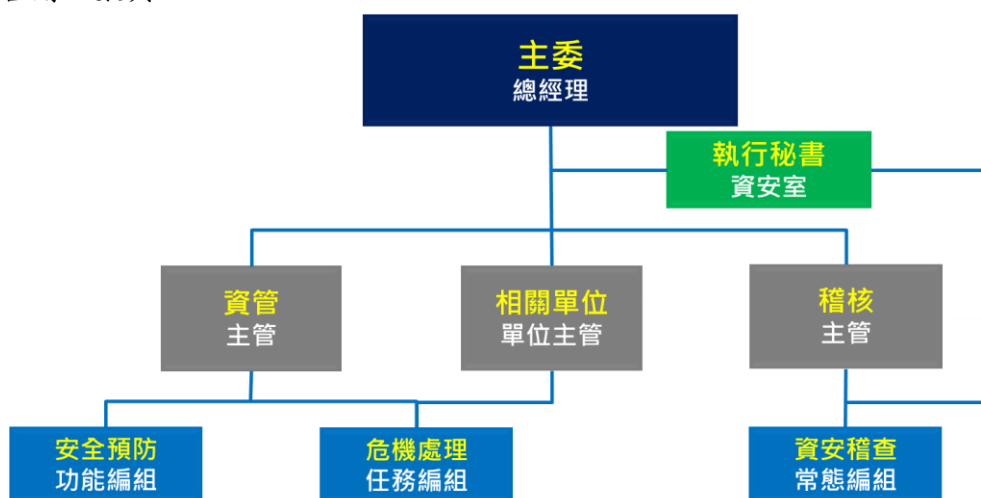 主委
總經理
執行秘書
資安室
資管
主管
相關單位
單位主管
稽核
主管
安全預防
功能編組
危機處理
任務編組
資安稽查
常態編組